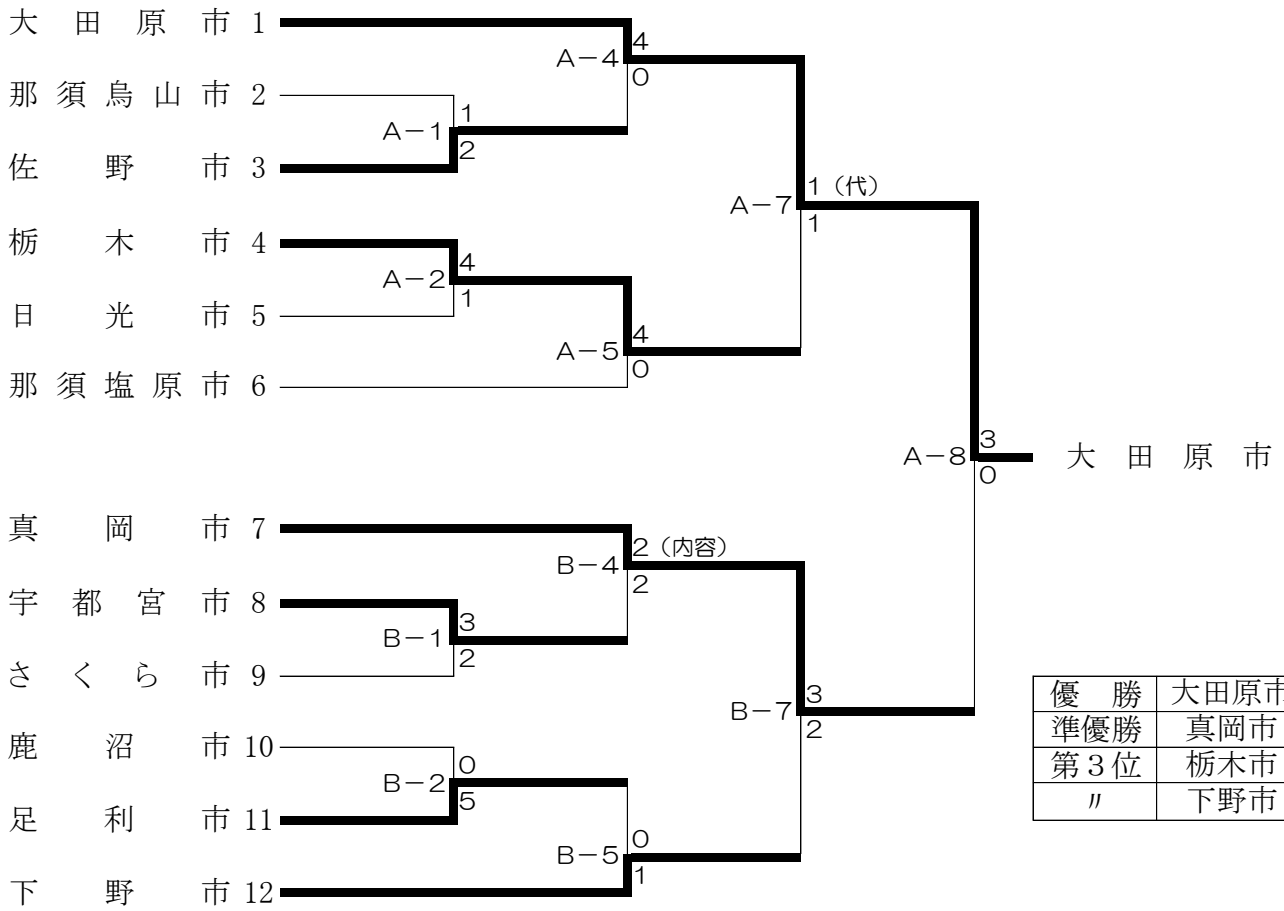 大田原市 1
4
A－4
0
那須烏山市 2
1
A－1
2
佐野市 3
1（代）
A－7
1
栃木市 4
4
A－2
1
日光市 5
4
A－5
0
那須塩原市 6
3
A－8
0
大田原市
真岡市 7
2（内容）
B－4
2
宇都宮市 8
3
B－1
2
さくら市 9
3
B－7
2
鹿沼市 10
0
B－2
5
足利市 11
0
B－5
1
下野市 12
優勝 大田原市
準優勝 真岡市
第３位 栃木市
〃 下野市